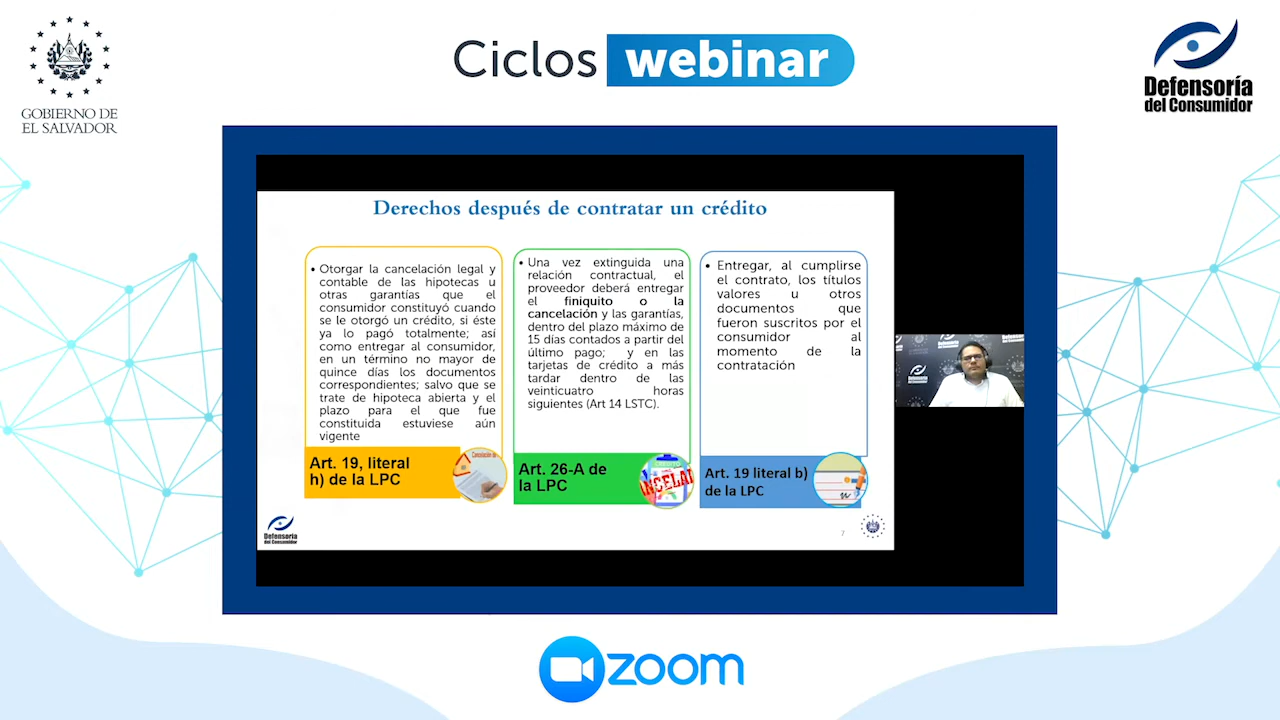 GOBIERNO DE
EL SALVADOR
Ciclos webinar
Defensoría
del Consumidor
Derechos después de contratar un crédito
• Otorgar la cancelación legal y
contable de las hipotecas u
otras garantías que el
consumidor constituyó cuando
se le otorgó un crédito, si éste
ya lo pagó totalmente; así
como entregar al consumidor,
en un término no mayor de
quince días los documentos
correspondientes; salvo que se
trate de hipoteca abierta y el
plazo para el que fue
constituida estuviese aún
vigente
Art. 19, literal
h) de la LPC
• Una vez extinguida una
relación contractual, el
proveedor deberá entregar
el finiquito o la
cancelación y las garantías,
dentro del plazo máximo de
15 días contados a partir del
último pago; y en las
tarjetas de crédito a más
tardar dentro de las
veinticuatro horas
siguientes (Art 14 LSTC).
Art. 26-A de
la LPC
• Entregar, al cumplirse
el contrato, los títulos
valores u otros
documentos que
fueron suscritos por el
consumidor al
momento de la
contratación
Art. 19 literal b)
de la LPC
Defensoría
del Consumidor
7
zoom